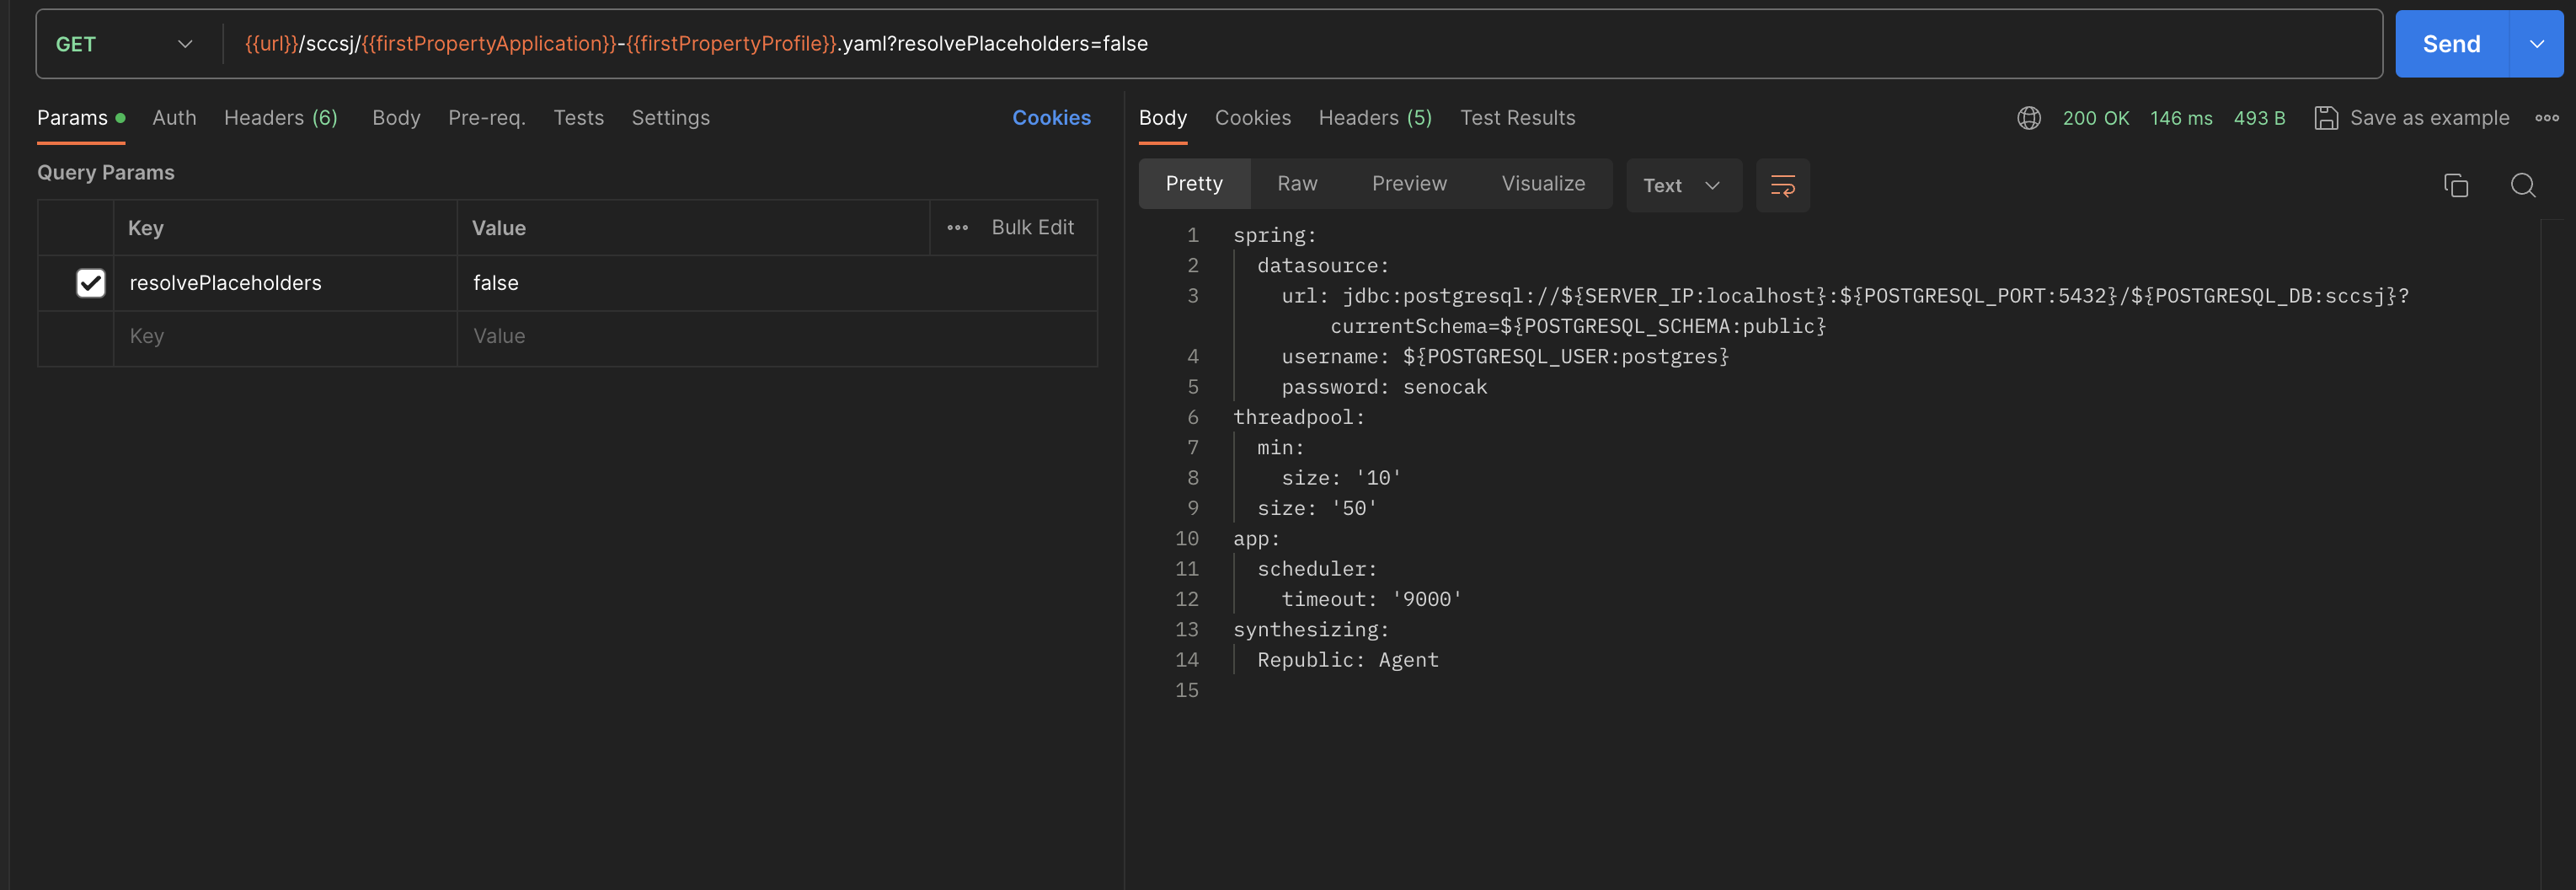 GET {{url}}/sccsj/{{firstPropertyApplication}}-{{firstPropertyProfile}}.yaml?resolvePlaceholders=false Send
Params Auth Headers (6) Body Pre-req. Tests Settings Cookies
Query Params
Key Value Bulk Edit
resolvePlaceholders false
Key Value
Body Cookies Headers (5) Test Results 200 OK 146 ms 493 B Save as example
Pretty Raw Preview Visualize Text
1 spring:
2 datasource:
3 url: jdbc:postgresql://${SERVER_IP:localhost}:${POSTGRESQL_PORT:5432}/${POSTGRESQL_DB:sccsj}?
currentSchema=${POSTGRESQL_SCHEMA:public}
4 username: ${POSTGRESQL_USER:postgres}
5 password: senocak
6 threadpool:
7 min:
8 size: '10'
9 size: '50'
10 app:
11 scheduler:
12 timeout: '9000'
13 synthesizing:
14 Republic: Agent
15